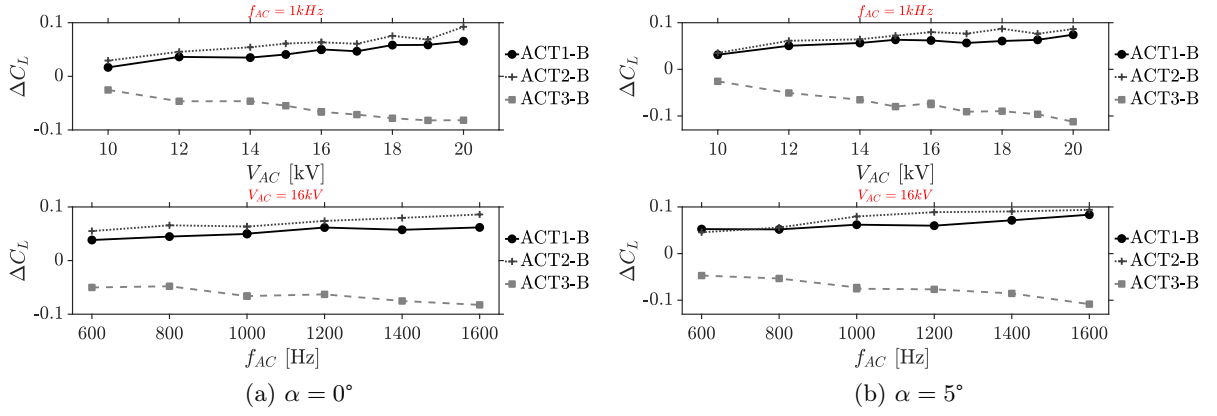 f_AC = 1kHz
0.1
0
-0.1
ΔC_L
10 12 14 16 18 20
V_AC [kV]
ACT1-B
ACT2-B
ACT3-B
V_AC = 16kV
0.1
0
-0.1
ΔC_L
600 800 1000 1200 1400 1600
f_AC [Hz]
ACT1-B
ACT2-B
ACT3-B
(a) α = 0°
f_AC = 1kHz
0.1
0
-0.1
ΔC_L
10 12 14 16 18 20
V_AC [kV]
ACT1-B
ACT2-B
ACT3-B
V_AC = 16kV
0.1
0
-0.1
ΔC_L
600 800 1000 1200 1400 1600
f_AC [Hz]
ACT1-B
ACT2-B
ACT3-B
(b) α = 5°